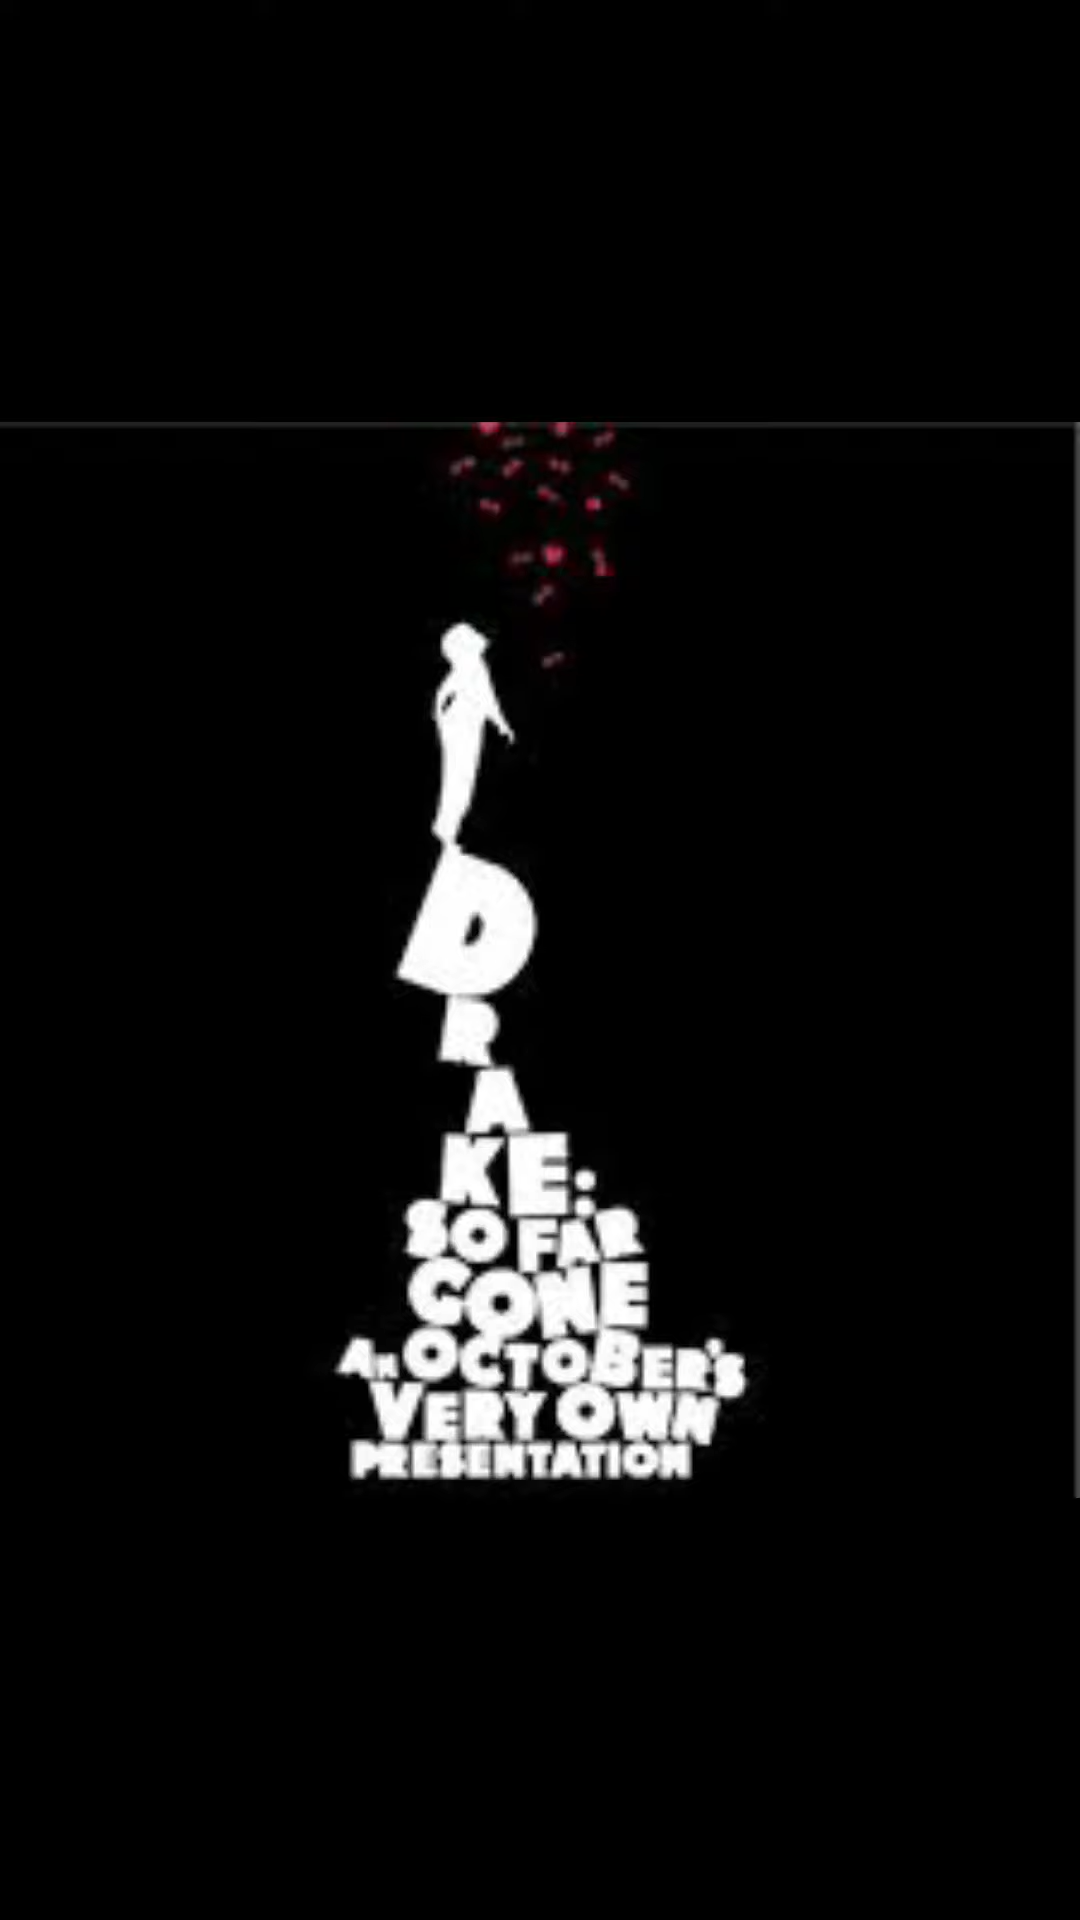 D
R
A
KE:
SO FAR
GONE
AN OCTOBER'S
VERY OWN
PRESENTATION